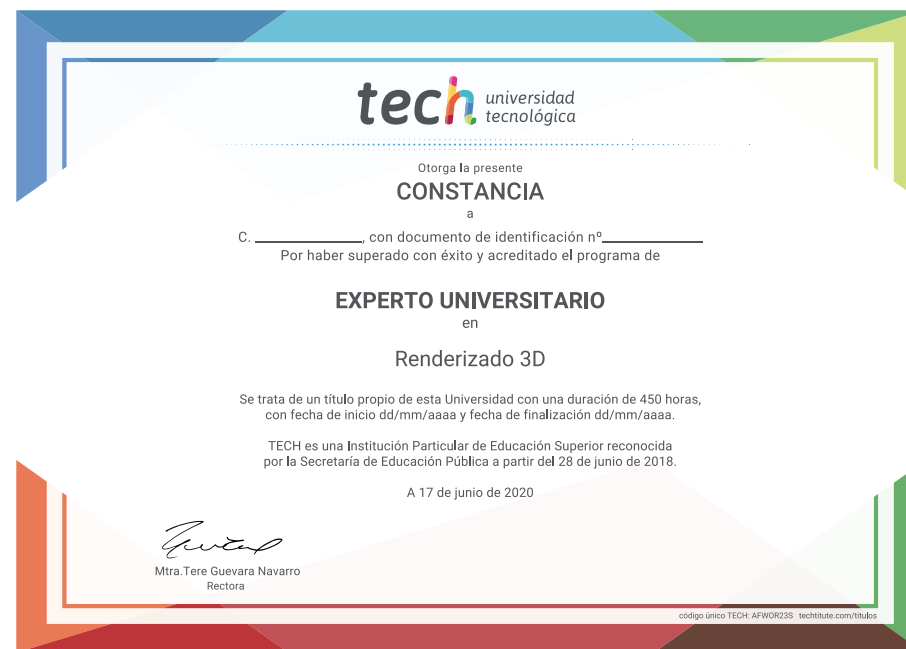 tech universidad
tecnológica
Otorga la presente
CONSTANCIA
a
C. ______________, con documento de identificación nº______________
Por haber superado con éxito y acreditado el programa de
EXPERTO UNIVERSITARIO
en
Renderizado 3D
Se trata de un título propio de esta Universidad con una duración de 450 horas,
con fecha de inicio dd/mm/aaaa y fecha de finalización dd/mm/aaaa.
TECH es una Institución Particular de Educación Superior reconocida
por la Secretaría de Educación Pública a partir del 28 de junio de 2018.
A 17 de junio de 2020
Mtra.Tere Guevara Navarro
Rectora
código único TECH: AFWOR23S techtitute.com/titulos